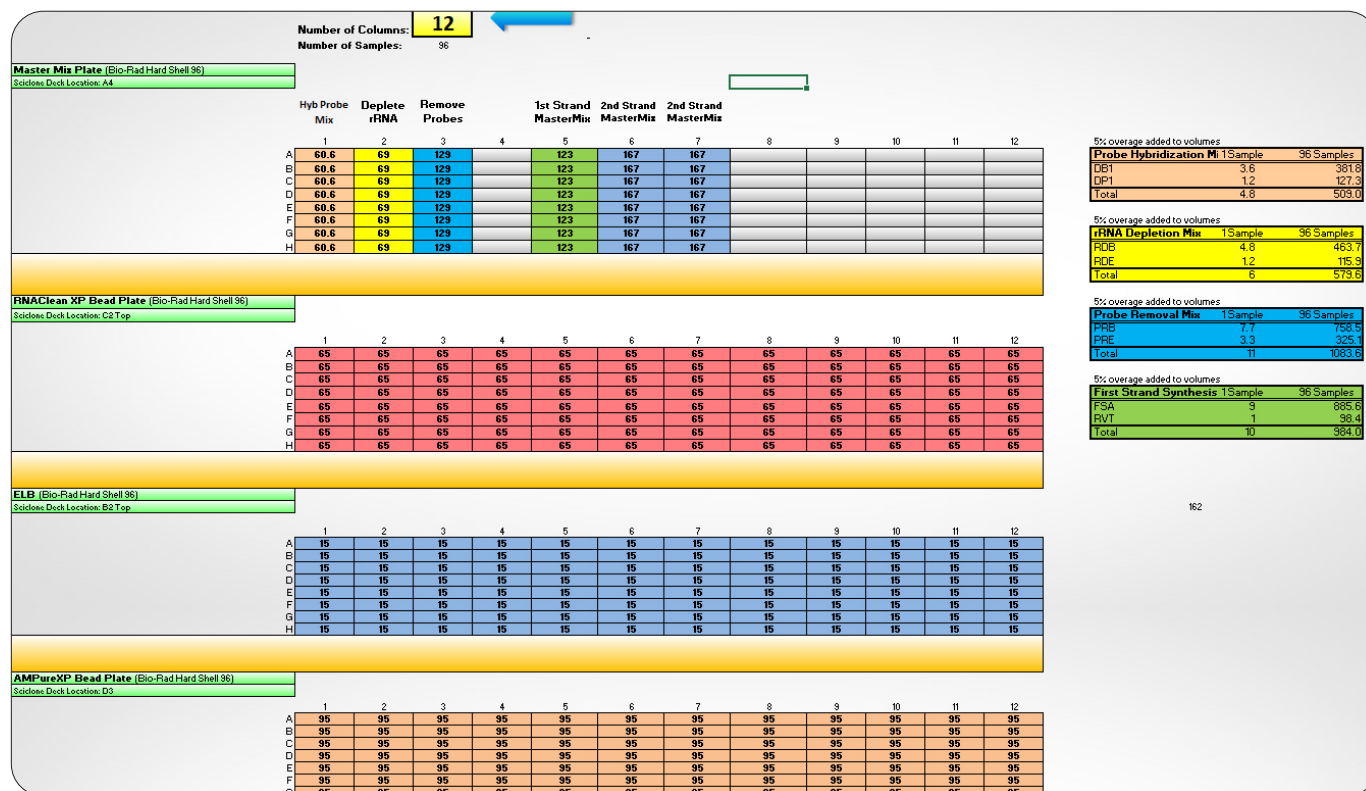 Number of Columns: 12
Number of Samples: 96
Master Mix Plate (Bio-Rad Hard Shell 96)
Sciclone Deck Location: A4
Hyb Probe Mix Deplete rRNA Remove Probes 1st Strand MasterMix 2nd Strand MasterMix 2nd Strand MasterMix
1 2 3 4 5 6 7 8 9 10 11 12
A 60.6 69 129 123 167 167
B 60.6 69 129 123 167 167
C 60.6 69 129 123 167 167
D 60.6 69 129 123 167 167
E 60.6 69 129 123 167 167
F 60.6 69 129 123 167 167
G 60.6 69 129 123 167 167
H 60.6 69 129 123 167 167
5% overage added to volumes
Probe Hybridization Mi 1Sample 96 Samples
DB1 3.6 381.8
DP1 1.2 127.3
Total 4.8 509.0
5% overage added to volumes
rRNA Depletion Mix 1Sample 96 Samples
RDB 4.8 463.7
RDE 1.2 115.9
Total 6 579.6
RNAClean XP Bead Plate (Bio-Rad Hard Shell 96)
Sciclone Deck Location: C2 Top
1 2 3 4 5 6 7 8 9 10 11 12
A 65 65 65 65 65 65 65 65 65 65 65 65
B 65 65 65 65 65 65 65 65 65 65 65 65
C 65 65 65 65 65 65 65 65 65 65 65 65
D 65 65 65 65 65 65 65 65 65 65 65 65
E 65 65 65 65 65 65 65 65 65 65 65 65
F 65 65 65 65 65 65 65 65 65 65 65 65
G 65 65 65 65 65 65 65 65 65 65 65 65
H 65 65 65 65 65 65 65 65 65 65 65 65
5% overage added to volumes
Probe Removal Mix 1Sample 96 Samples
PRB 7.7 758.5
PRE 3.3 325.1
Total 11 1083.6
5% overage added to volumes
First Strand Synthesis 1Sample 96 Samples
FSA 9 885.6
RVT 1 98.4
Total 10 984.0
ELB (Bio-Rad Hard Shell 96)
Sciclone Deck Location: B2 Top
162
1 2 3 4 5 6 7 8 9 10 11 12
A 15 15 15 15 15 15 15 15 15 15 15 15
B 15 15 15 15 15 15 15 15 15 15 15 15
C 15 15 15 15 15 15 15 15 15 15 15 15
D 15 15 15 15 15 15 15 15 15 15 15 15
E 15 15 15 15 15 15 15 15 15 15 15 15
F 15 15 15 15 15 15 15 15 15 15 15 15
G 15 15 15 15 15 15 15 15 15 15 15 15
H 15 15 15 15 15 15 15 15 15 15 15 15
AMPureXP Bead Plate (Bio-Rad Hard Shell 96)
Sciclone Deck Location: D3
1 2 3 4 5 6 7 8 9 10 11 12
A 95 95 95 95 95 95 95 95 95 95 95 95
B 95 95 95 95 95 95 95 95 95 95 95 95
C 95 95 95 95 95 95 95 95 95 95 95 95
D 95 95 95 95 95 95 95 95 95 95 95 95
E 95 95 95 95 95 95 95 95 95 95 95 95
F 95 95 95 95 95 95 95 95 95 95 95 95